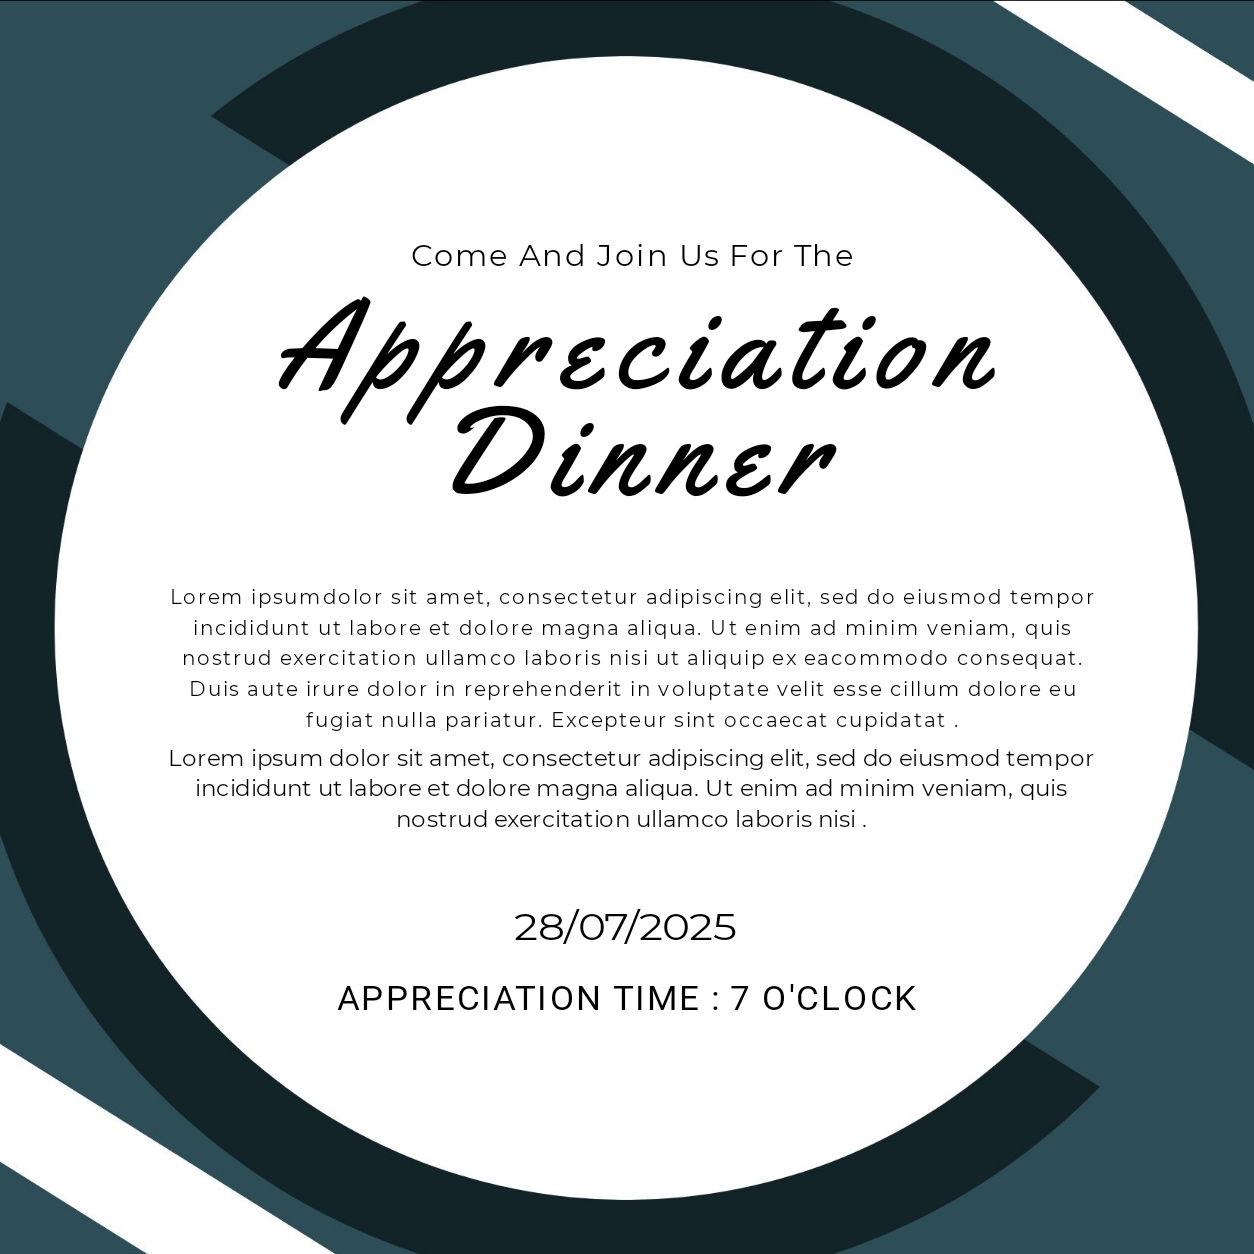 Come And Join Us For The
Appreciation
Dinner
Lorem ipsumdolor sit amet, consectetur adipiscing elit, sed do eiusmod tempor
incididunt ut labore et dolore magna aliqua. Ut enim ad minim veniam, quis
nostrud exercitation ullamco laboris nisi ut aliquip ex eacommodo consequat.
Duis aute irure dolor in reprehenderit in voluptate velit esse cillum dolore eu
fugiat nulla pariatur. Excepteur sint occaecat cupidatat .
Lorem ipsum dolor sit amet, consectetur adipiscing elit, sed do eiusmod tempor
incididunt ut labore et dolore magna aliqua. Ut enim ad minim veniam, quis
nostrud exercitation ullamco laboris nisi .
28/07/2025
APPRECIATION TIME : 7 O'CLOCK